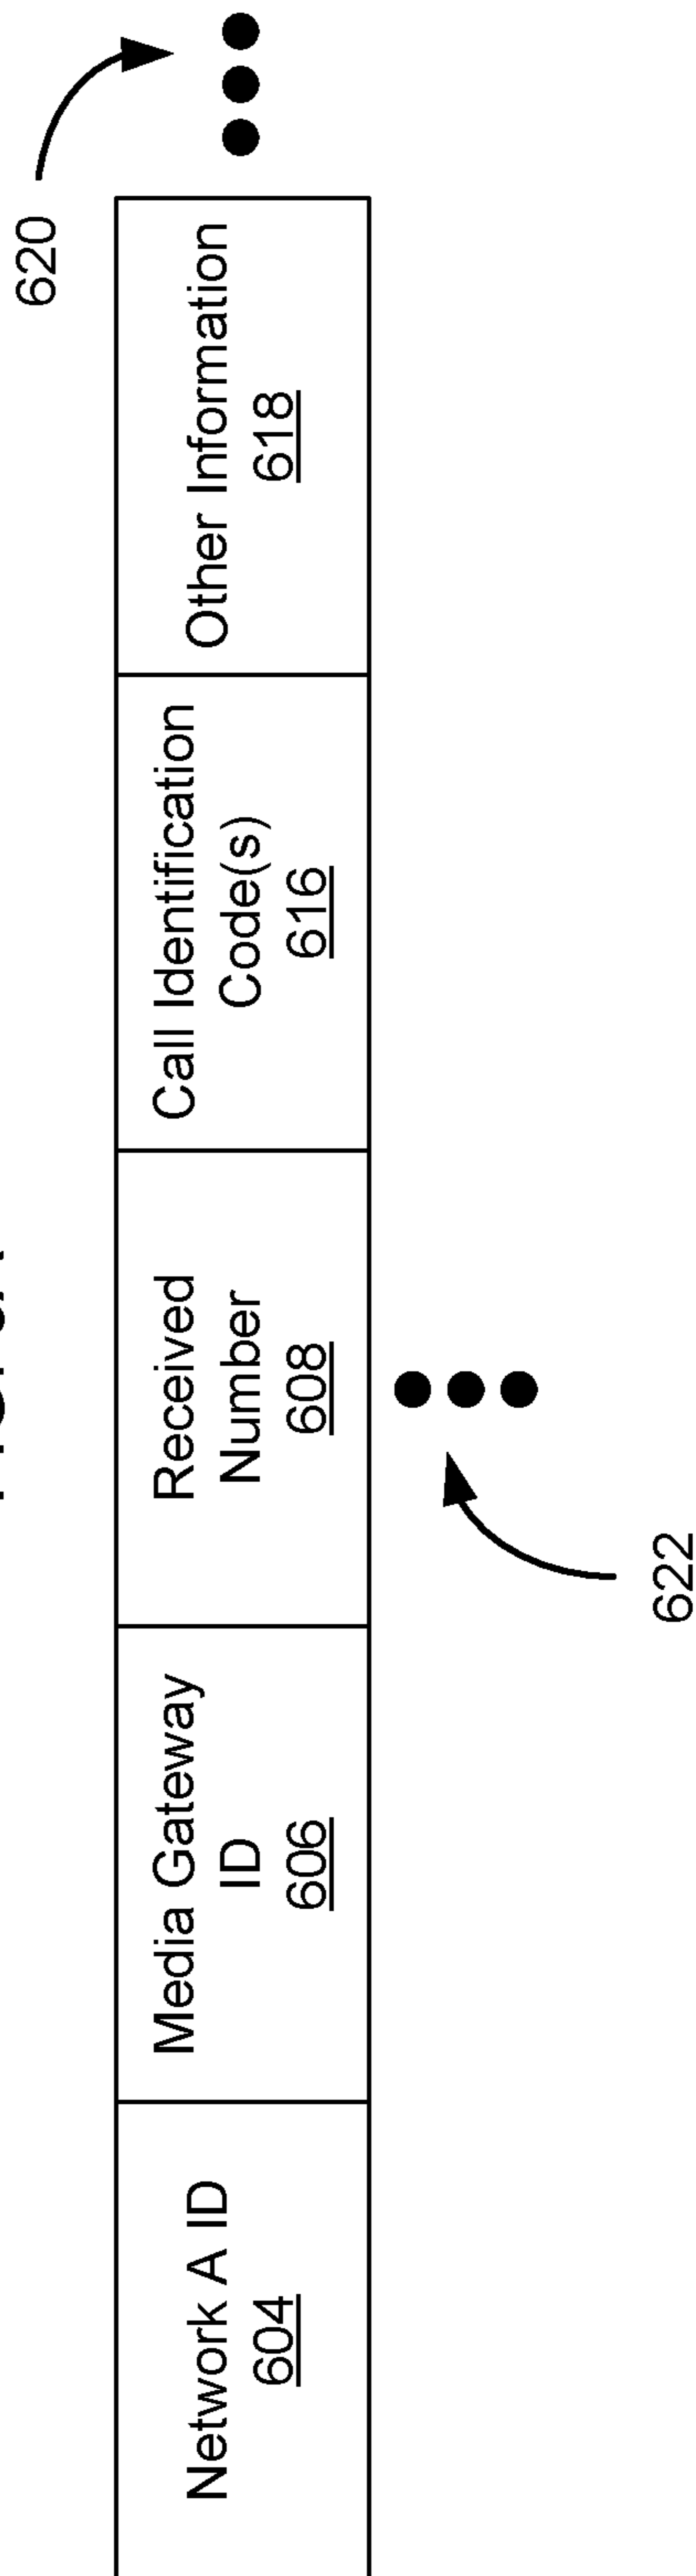 620
Network A ID
604
Media Gateway
ID
606
Received
Number
608
Call Identification
Code(s)
616
Other Information
618
622